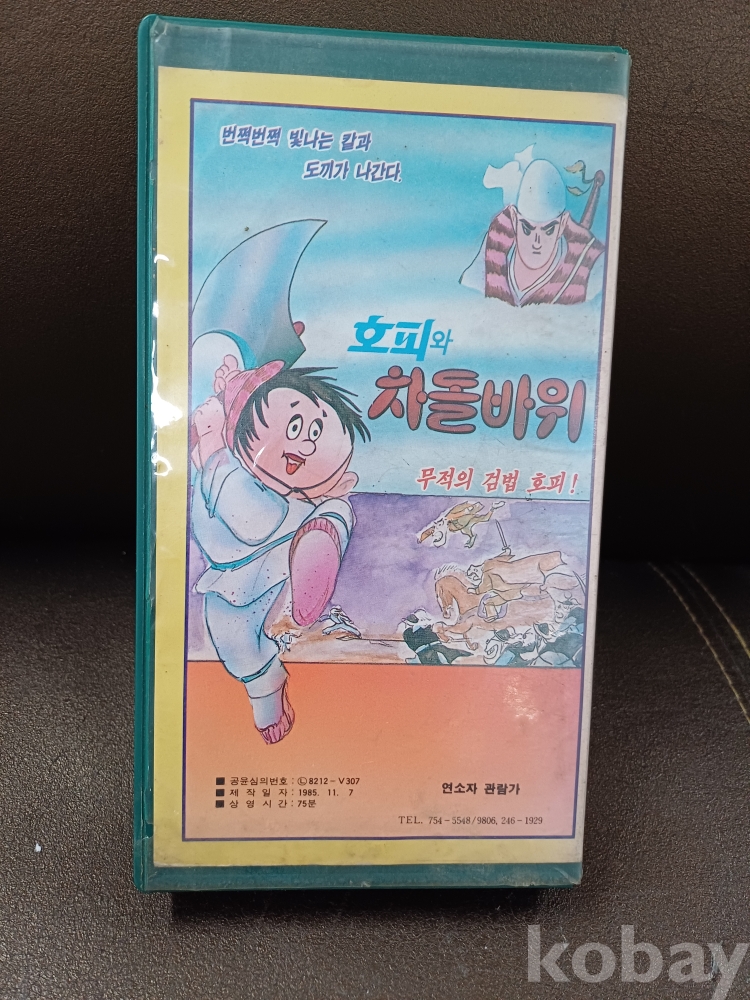 번쩍번쩍 빛나는 칼과
도끼가 나간다.
호피와
차돌바위
무적의 검법 호피!
■ 공윤심의번호 : Ⓛ8212-V307
■ 제 작 일 자 : 1985. 11. 7
■ 상 영 시 간 : 75분
연소자 관람가
TEL. 754-5548/9806, 246-1929
kobay